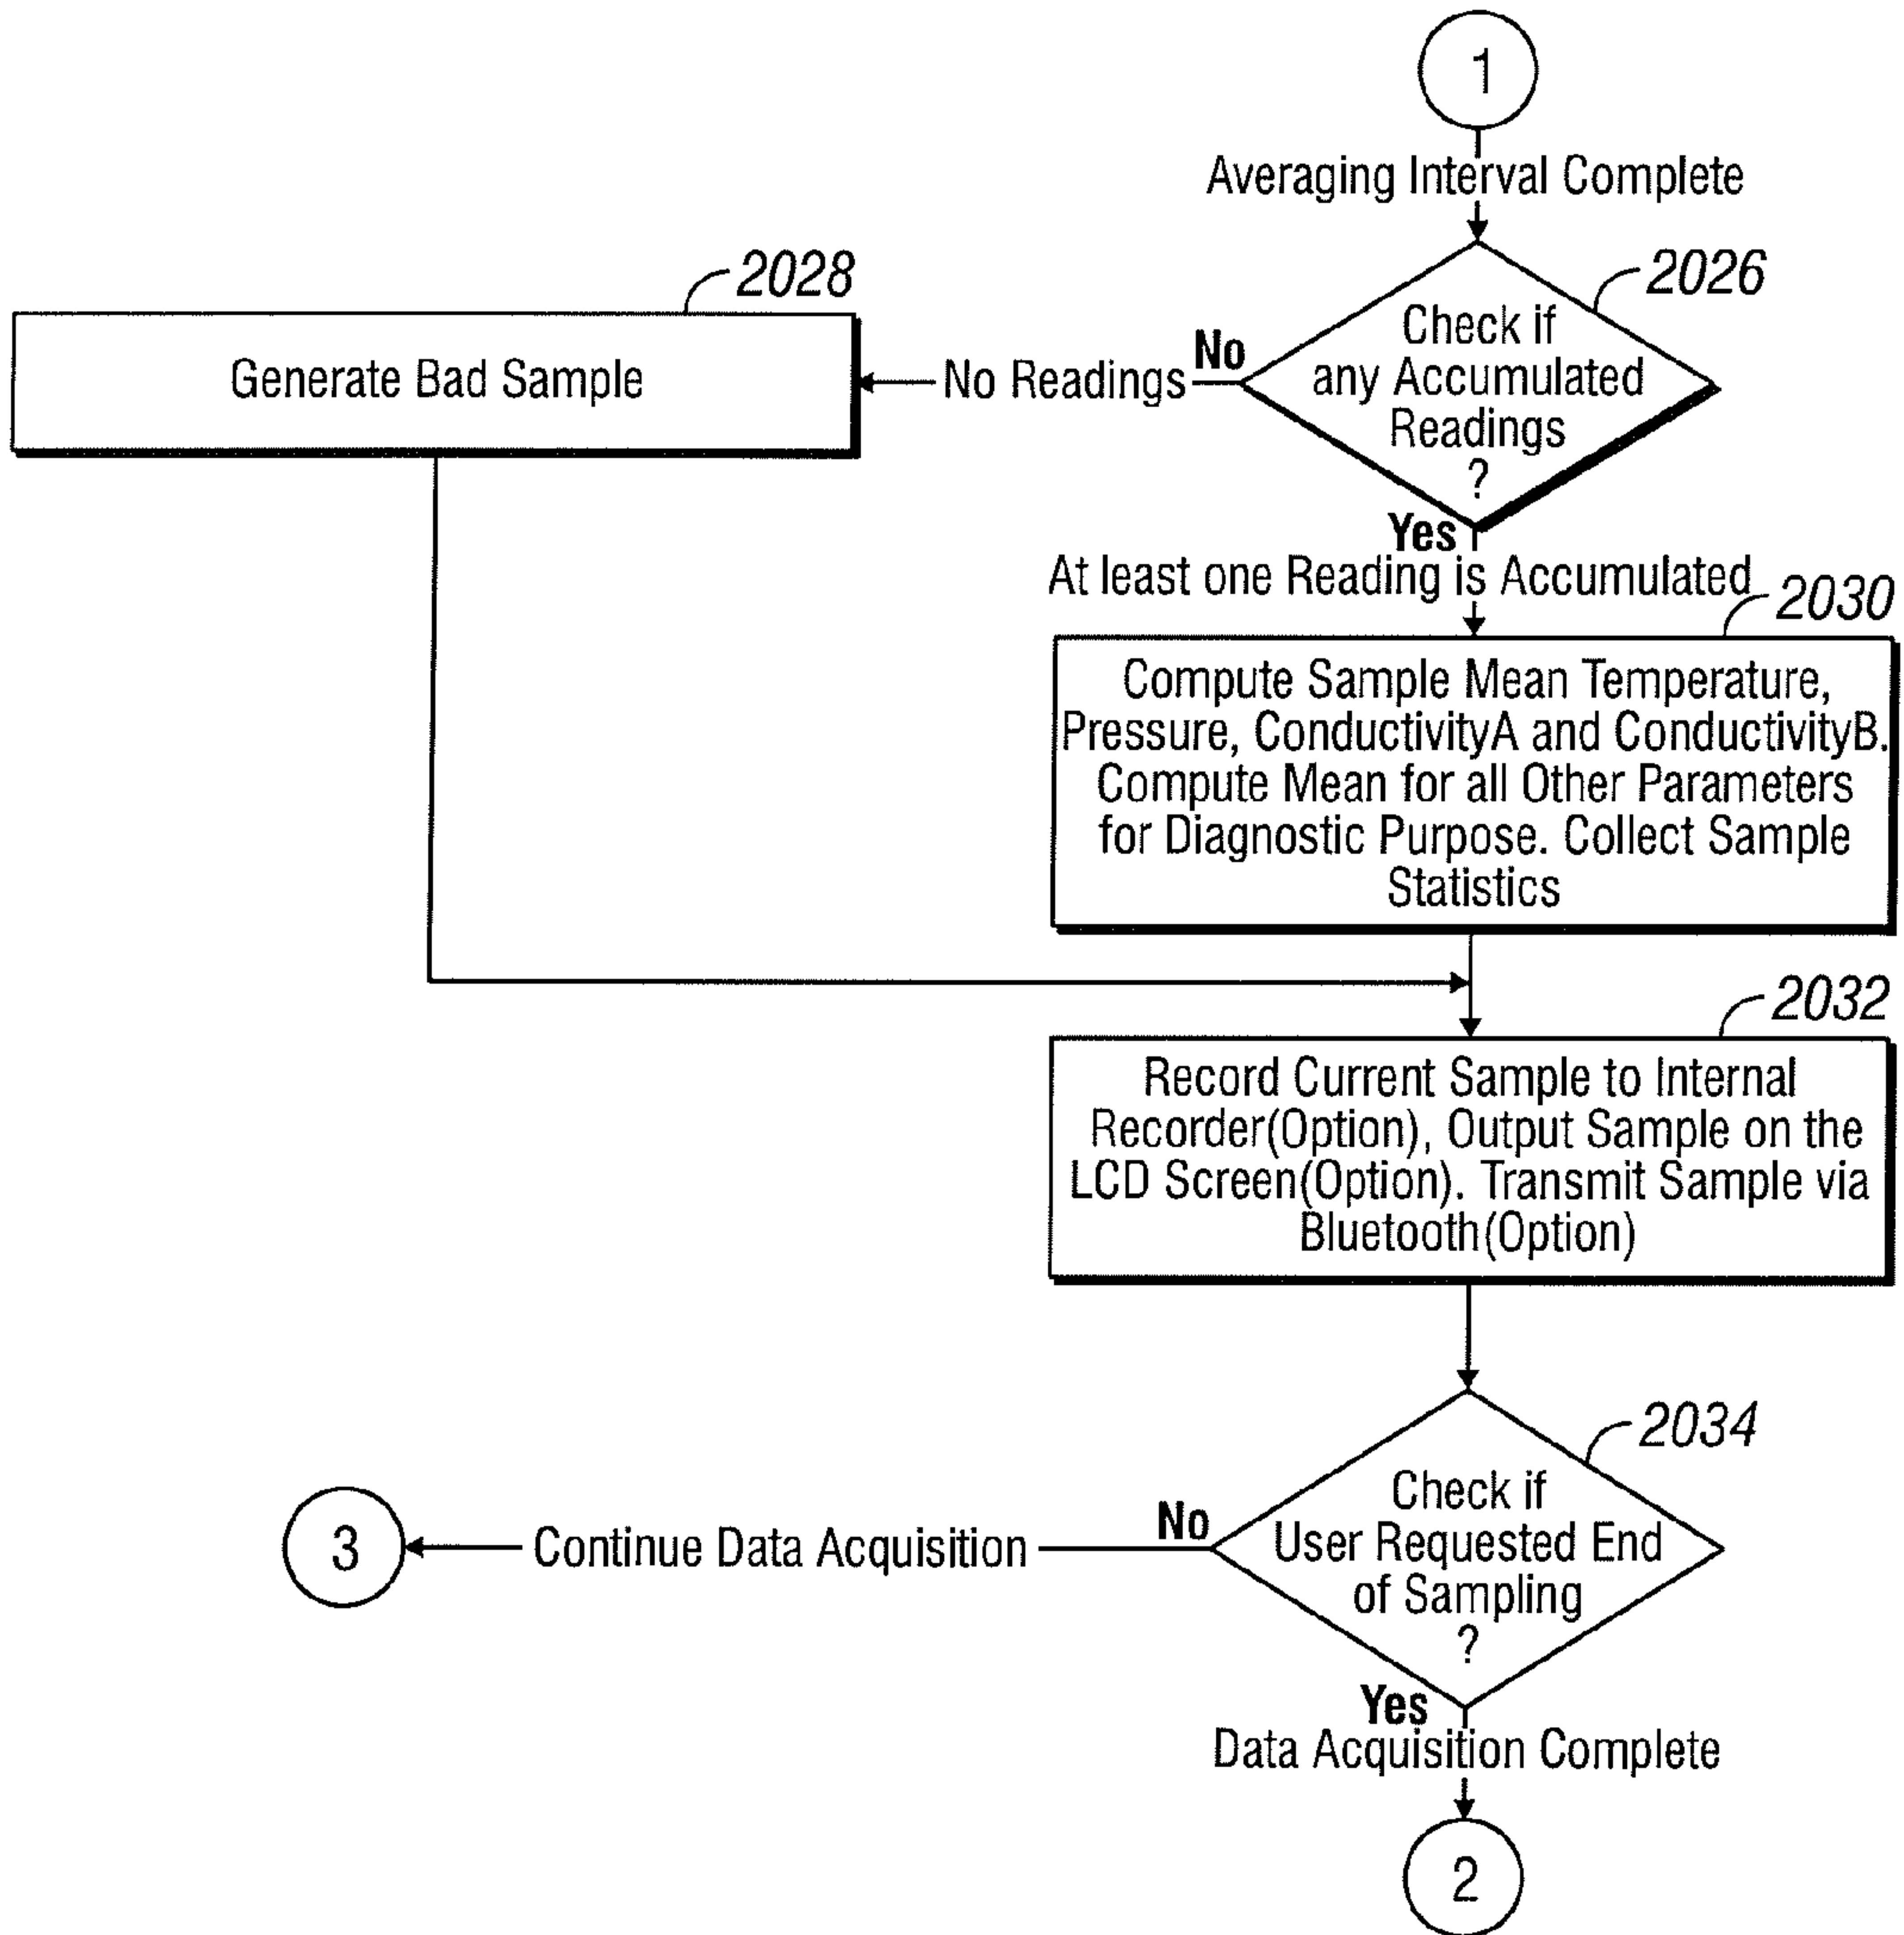 1
Averaging Interval Complete
2028
2026
Generate Bad Sample
No Readings
No
Check if
any Accumulated
Readings
?
Yes
At least one Reading is Accumulated
2030
Compute Sample Mean Temperature,
Pressure, ConductivityA and ConductivityB.
Compute Mean for all Other Parameters
for Diagnostic Purpose. Collect Sample
Statistics
2032
Record Current Sample to Internal
Recorder(Option), Output Sample on the
LCD Screen(Option). Transmit Sample via
Bluetooth(Option)
2034
Check if
User Requested End
of Sampling
?
No
Continue Data Acquisition
3
Yes
Data Acquisition Complete
2